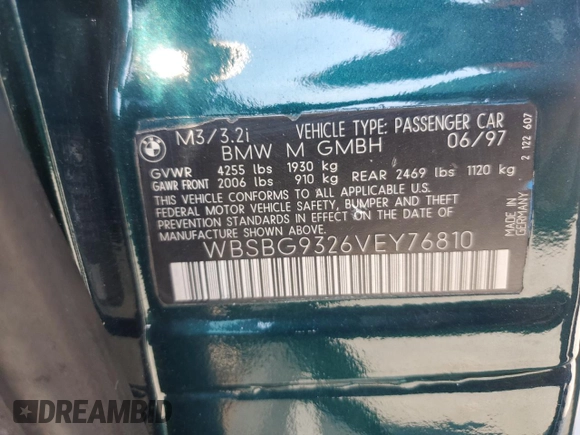 BMW
M3/3.2i VEHICLE TYPE: PASSENGER CAR
BMW M GMBH 06/97
GVWR 4255 lbs 1930 kg
GAWR FRONT 2006 lbs 910 kg REAR 2469 lbs 1120 kg
THIS VEHICLE CONFORMS TO ALL APPLICABLE U.S.
FEDERAL MOTOR VEHICLE SAFETY, BUMPER AND THEFT
PREVENTION STANDARDS IN EFFECT ON THE DATE OF
MANUFACTURE SHOWN ABOVE.
WBSBG9326VEY76810
MADE IN
GERMANY
2 122 607
DREAMBID